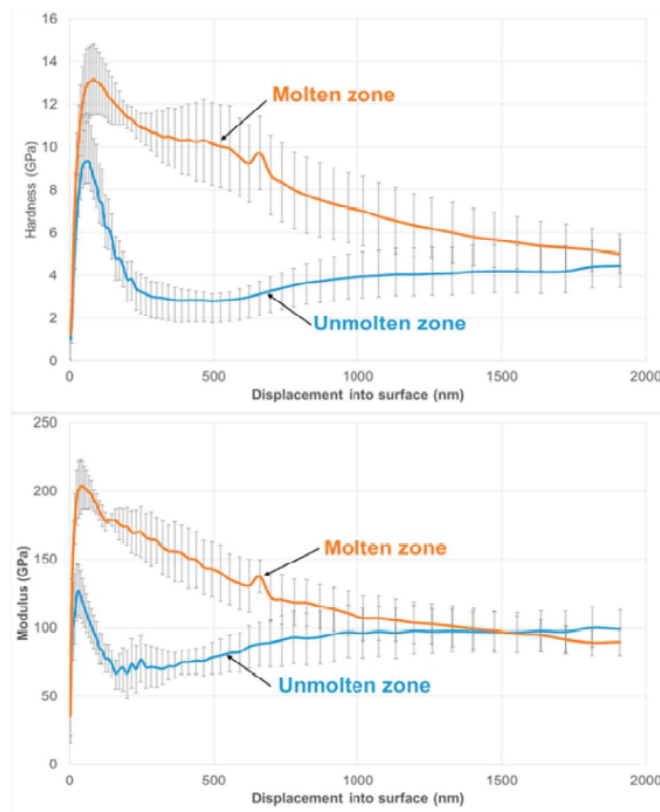 16
14
12
10
8
6
4
2
0
Hardness (GPa)
Molten zone
Unmolten zone
0 500 1000 1500 2000
Displacement into surface (nm)
250
200
150
100
50
0
Modulus (GPa)
Molten zone
Unmolten zone
0 500 1000 1500 2000
Displacement into surface (nm)